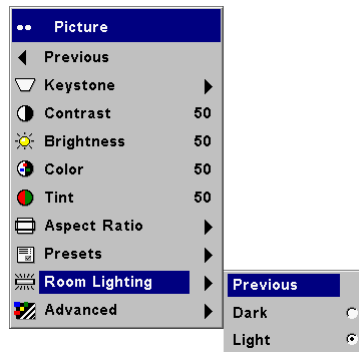 Picture
Previous
Keystone
Contrast 50
Brightness 50
Color 50
Tint 50
Aspect Ratio
Presets
Room Lighting
Advanced
Previous
Dark
Light